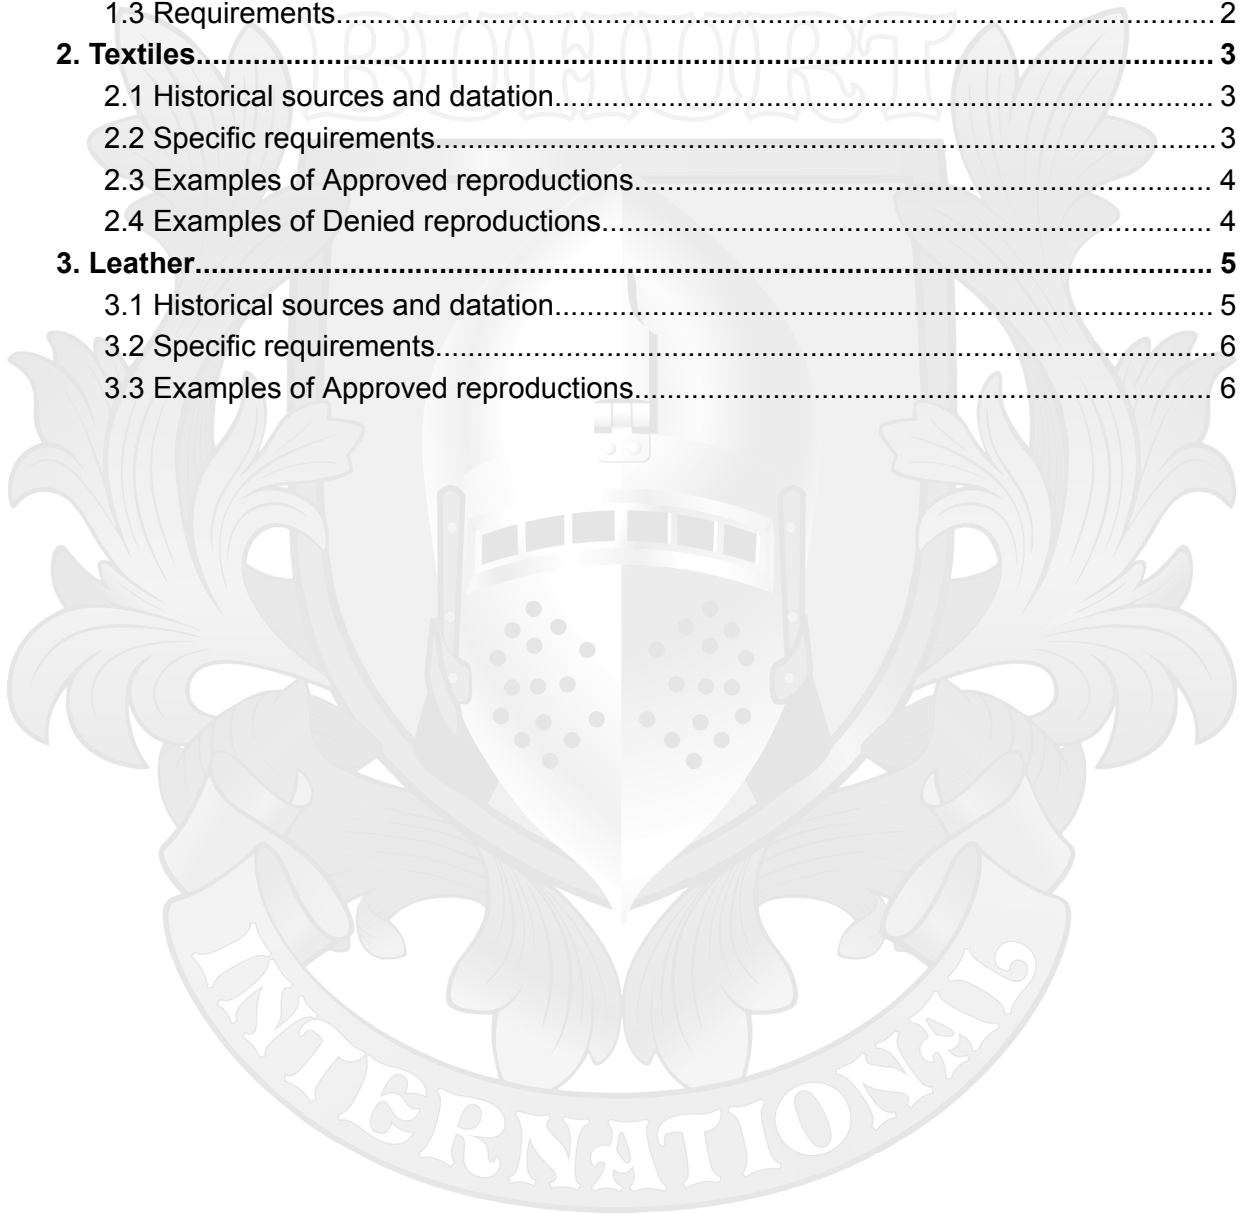 BUHURT
1.3 Requirements........................................................................................................ 2
2. Textiles........................................................................................................................ 3
2.1 Historical sources and datation............................................................................. 3
2.2 Specific requirements............................................................................................ 3
2.3 Examples of Approved reproductions.................................................................... 4
2.4 Examples of Denied reproductions........................................................................ 4
3. Leather........................................................................................................................ 5
3.1 Historical sources and datation............................................................................. 5
3.2 Specific requirements............................................................................................ 6
3.3 Examples of Approved reproductions.................................................................... 6
INTERNATIONAL